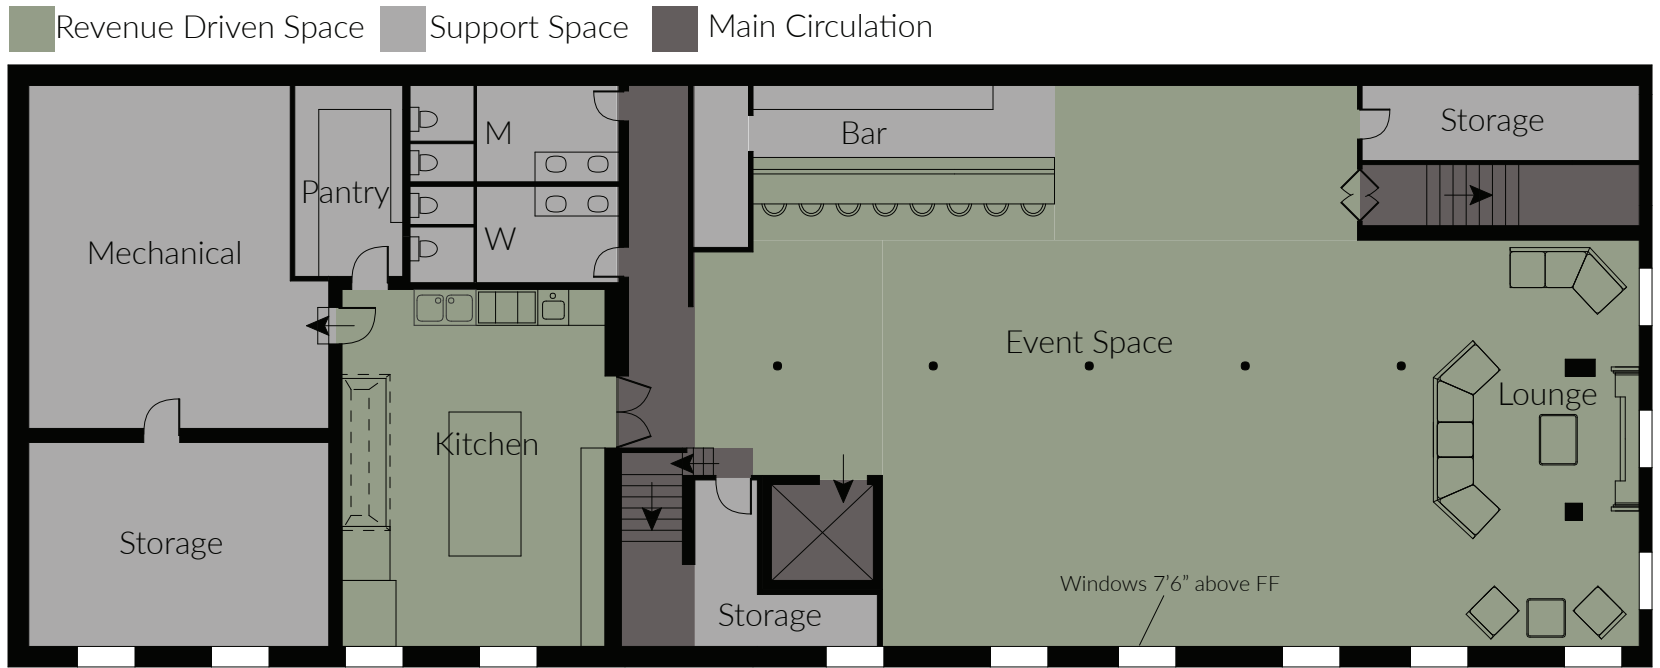 Revenue Driven Space
Support Space
Main Circulation
Mechanical
Pantry
M
W
Bar
Storage
Event Space
Lounge
Kitchen
Storage
Storage
Windows 7’6” above FF